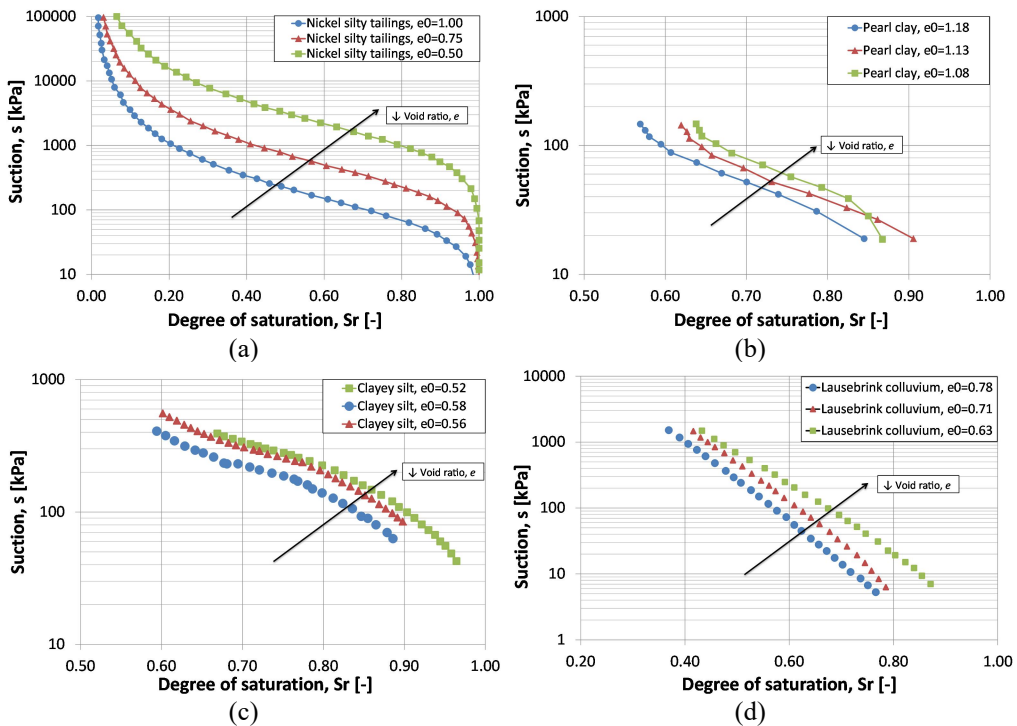 Suction, s [kPa]
100000
10000
1000
100
10
Nickel silty tailings, e0=1.00
Nickel silty tailings, e0=0.75
Nickel silty tailings, e0=0.50
↓ Void ratio, e
0.00 0.20 0.40 0.60 0.80 1.00
Degree of saturation, Sr [-]
(a)
Suction, s [kPa]
1000
100
10
Pearl clay, e0=1.18
Pearl clay, e0=1.13
Pearl clay, e0=1.08
↓ Void ratio, e
0.50 0.60 0.70 0.80 0.90 1.00
Degree of saturation, Sr [-]
(b)
Suction, s [kPa]
1000
100
10
Clayey silt, e0=0.52
Clayey silt, e0=0.58
Clayey silt, e0=0.56
↓ Void ratio, e
0.50 0.60 0.70 0.80 0.90 1.00
Degree of saturation, Sr [-]
(c)
Suction, s [kPa]
10000
1000
100
10
1
Lausebrink colluvium, e0=0.78
Lausebrink colluvium, e0=0.71
Lausebrink colluvium, e0=0.63
↓ Void ratio, e
0.20 0.40 0.60 0.80 1.00
Degree of saturation, Sr [-]
(d)